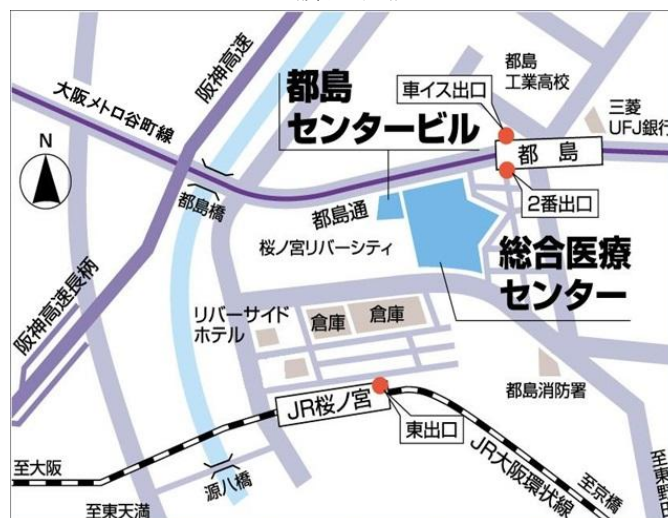 阪神高速
都島
工業高校
大阪メトロ谷町線
都島
センタービル
車イス出口
三菱
UFJ銀行
N
都島
都島橋
都島通
2番出口
桜ノ宮リバーシティ
総合医療
センター
阪神高速長柄
リバーサイド
ホテル
倉庫
倉庫
都島消防署
JR桜ノ宮
東出口
至大阪
源八橋
JR大阪環状線
至京橋
至東天満